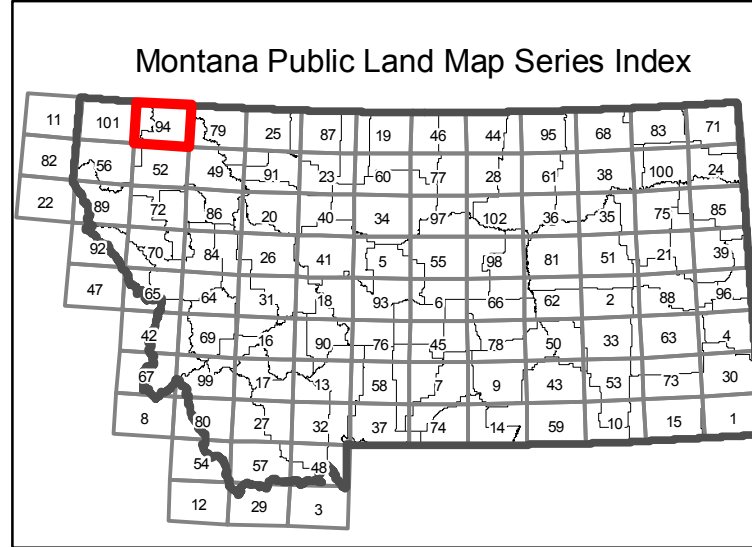 Montana Public Land Map Series Index
11 101 94 79 25 87 19 46 44 95 68 83 71
82 56 52 49 91 23 60 77 28 61 38 100 24
22 89 72 86 20 40 34 97 102 36 35 75 85
92 70 84 26 41 5 55 98 81 51 21 39
47 65 64 31 18 93 6 66 62 2 88 96
42 69 16 90 76 45 78 50 33 63 4
67 99 17 13 58 7 9 43 53 73 30
8 80 27 32 37 74 14 59 10 15 1
54 57 48
12 29 3